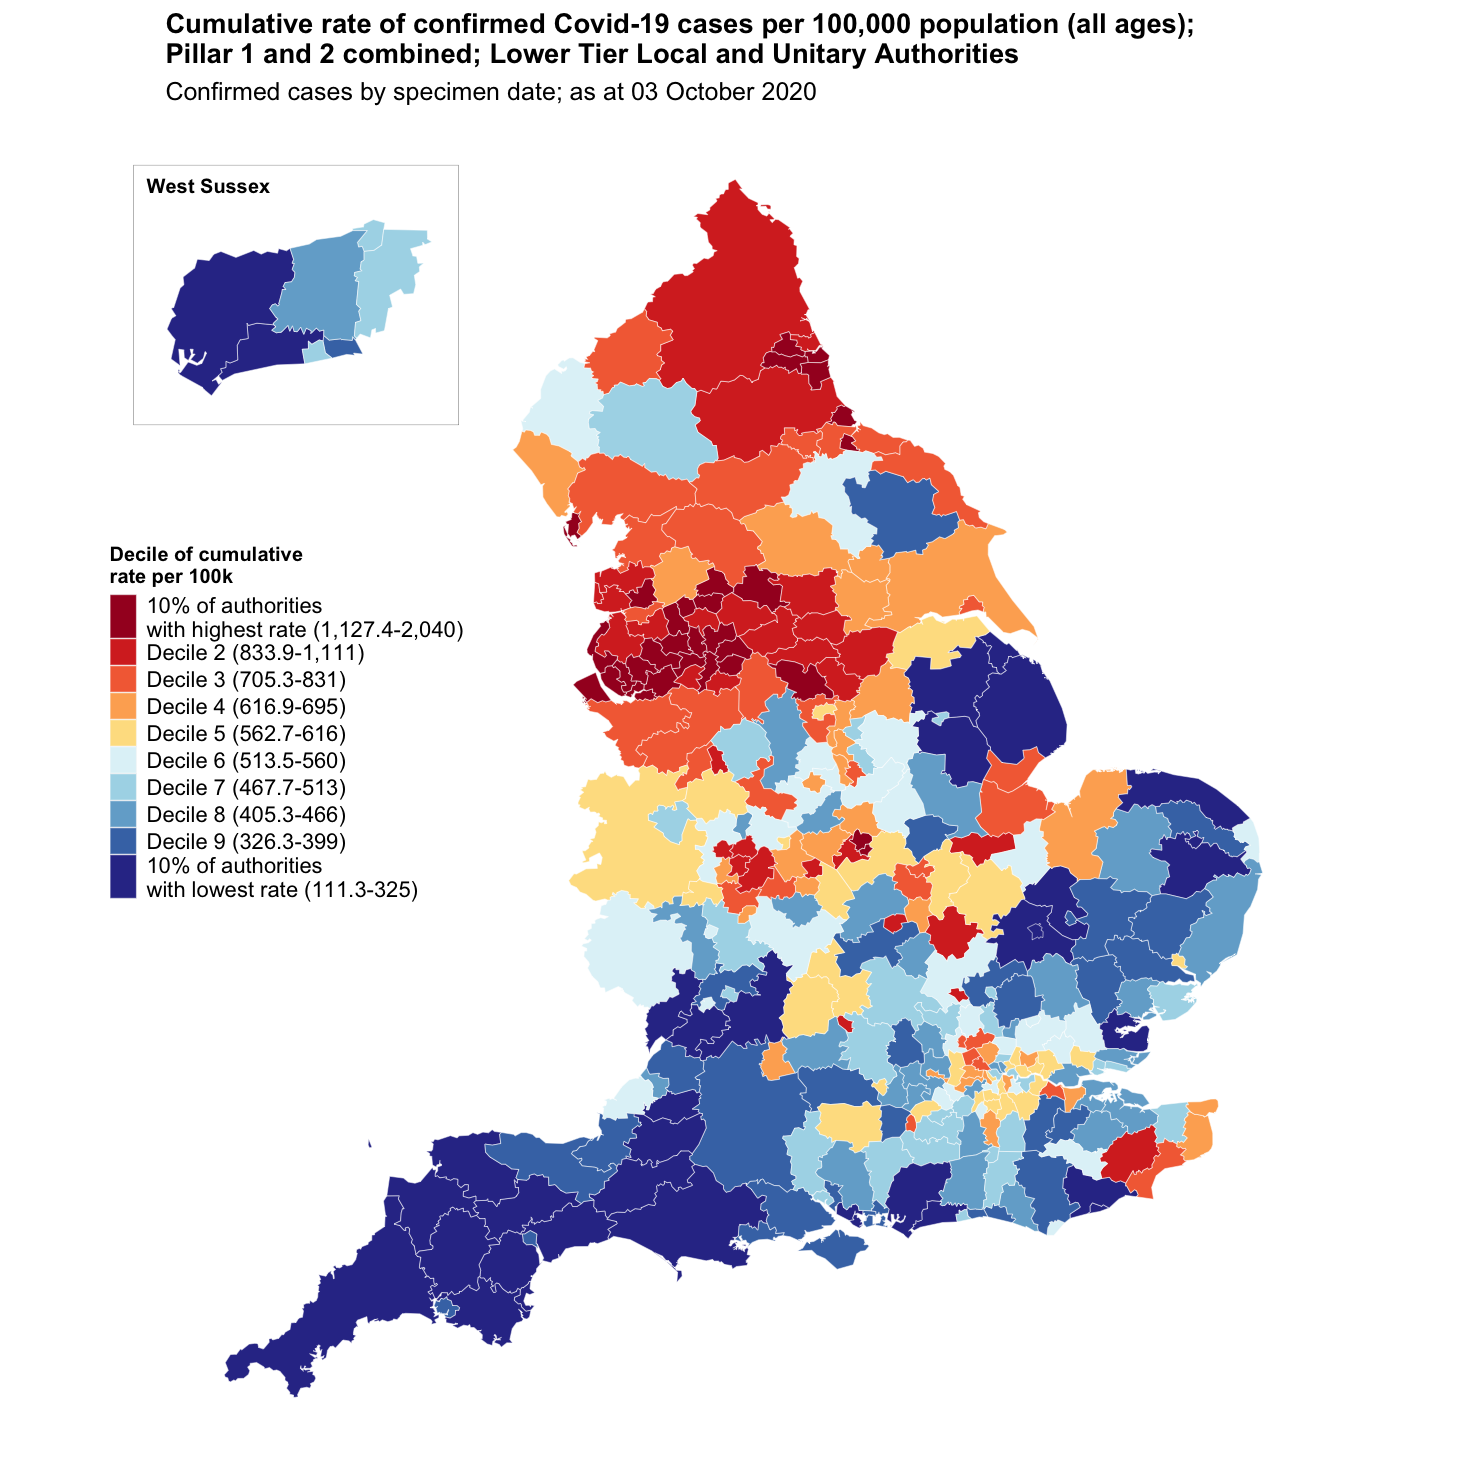 Cumulative rate of confirmed Covid-19 cases per 100,000 population (all ages);
Pillar 1 and 2 combined; Lower Tier Local and Unitary Authorities
Confirmed cases by specimen date; as at 03 October 2020
West Sussex
Decile of cumulative
rate per 100k
10% of authorities
with highest rate (1,127.4-2,040)
Decile 2 (833.9-1,111)
Decile 3 (705.3-831)
Decile 4 (616.9-695)
Decile 5 (562.7-616)
Decile 6 (513.5-560)
Decile 7 (467.7-513)
Decile 8 (405.3-466)
Decile 9 (326.3-399)
10% of authorities
with lowest rate (111.3-325)